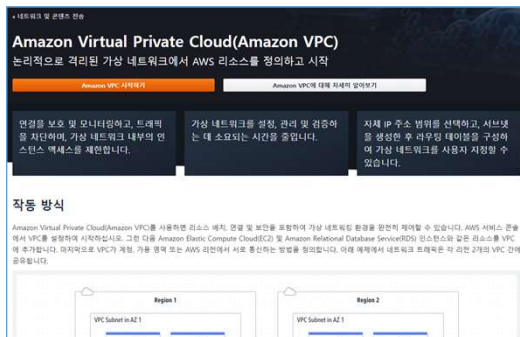 « 네트워크 및 콘텐츠 전송
Amazon Virtual Private Cloud(Amazon VPC)
논리적으로 격리된 가상 네트워크에서 AWS 리소스를 정의하고 시작
Amazon VPC 시작하기
Amazon VPC에 대해 자세히 알아보기
연결을 보호 및 모니터링하고, 트래픽
을 차단하며, 가상 네트워크 내부의 인
스턴스 액세스를 제한합니다.
가상 네트워크를 설정, 관리 및 검증하
는 데 소요되는 시간을 줄입니다.
자체 IP 주소 범위를 선택하고, 서브넷
을 생성한 후 라우팅 테이블을 구성하
여 가상 네트워크를 사용자 지정할 수
있습니다.
작동 방식
Amazon Virtual Private Cloud(Amazon VPC)를 사용하면 리소스 배치, 연결 및 보안을 포함하여 가상 네트워킹 환경을 완전히 제어할 수 있습니다. AWS 서비스 콘솔
에서 VPC를 설정하여 시작하십시오. 그런 다음 Amazon Elastic Compute Cloud(EC2) 및 Amazon Relational Database Service(RDS) 인스턴스와 같은 리소스를 VPC
에 추가합니다. 마지막으로 VPC가 계정, 가용 영역 또는 AWS 리전에서 서로 통신하는 방법을 정의합니다. 아래 예제에서 네트워크 트래픽은 각 리전 2개의 VPC 간에
공유됩니다.
Region 1
Region 2
VPC Subnet in AZ 1
VPC Subnet in AZ 1